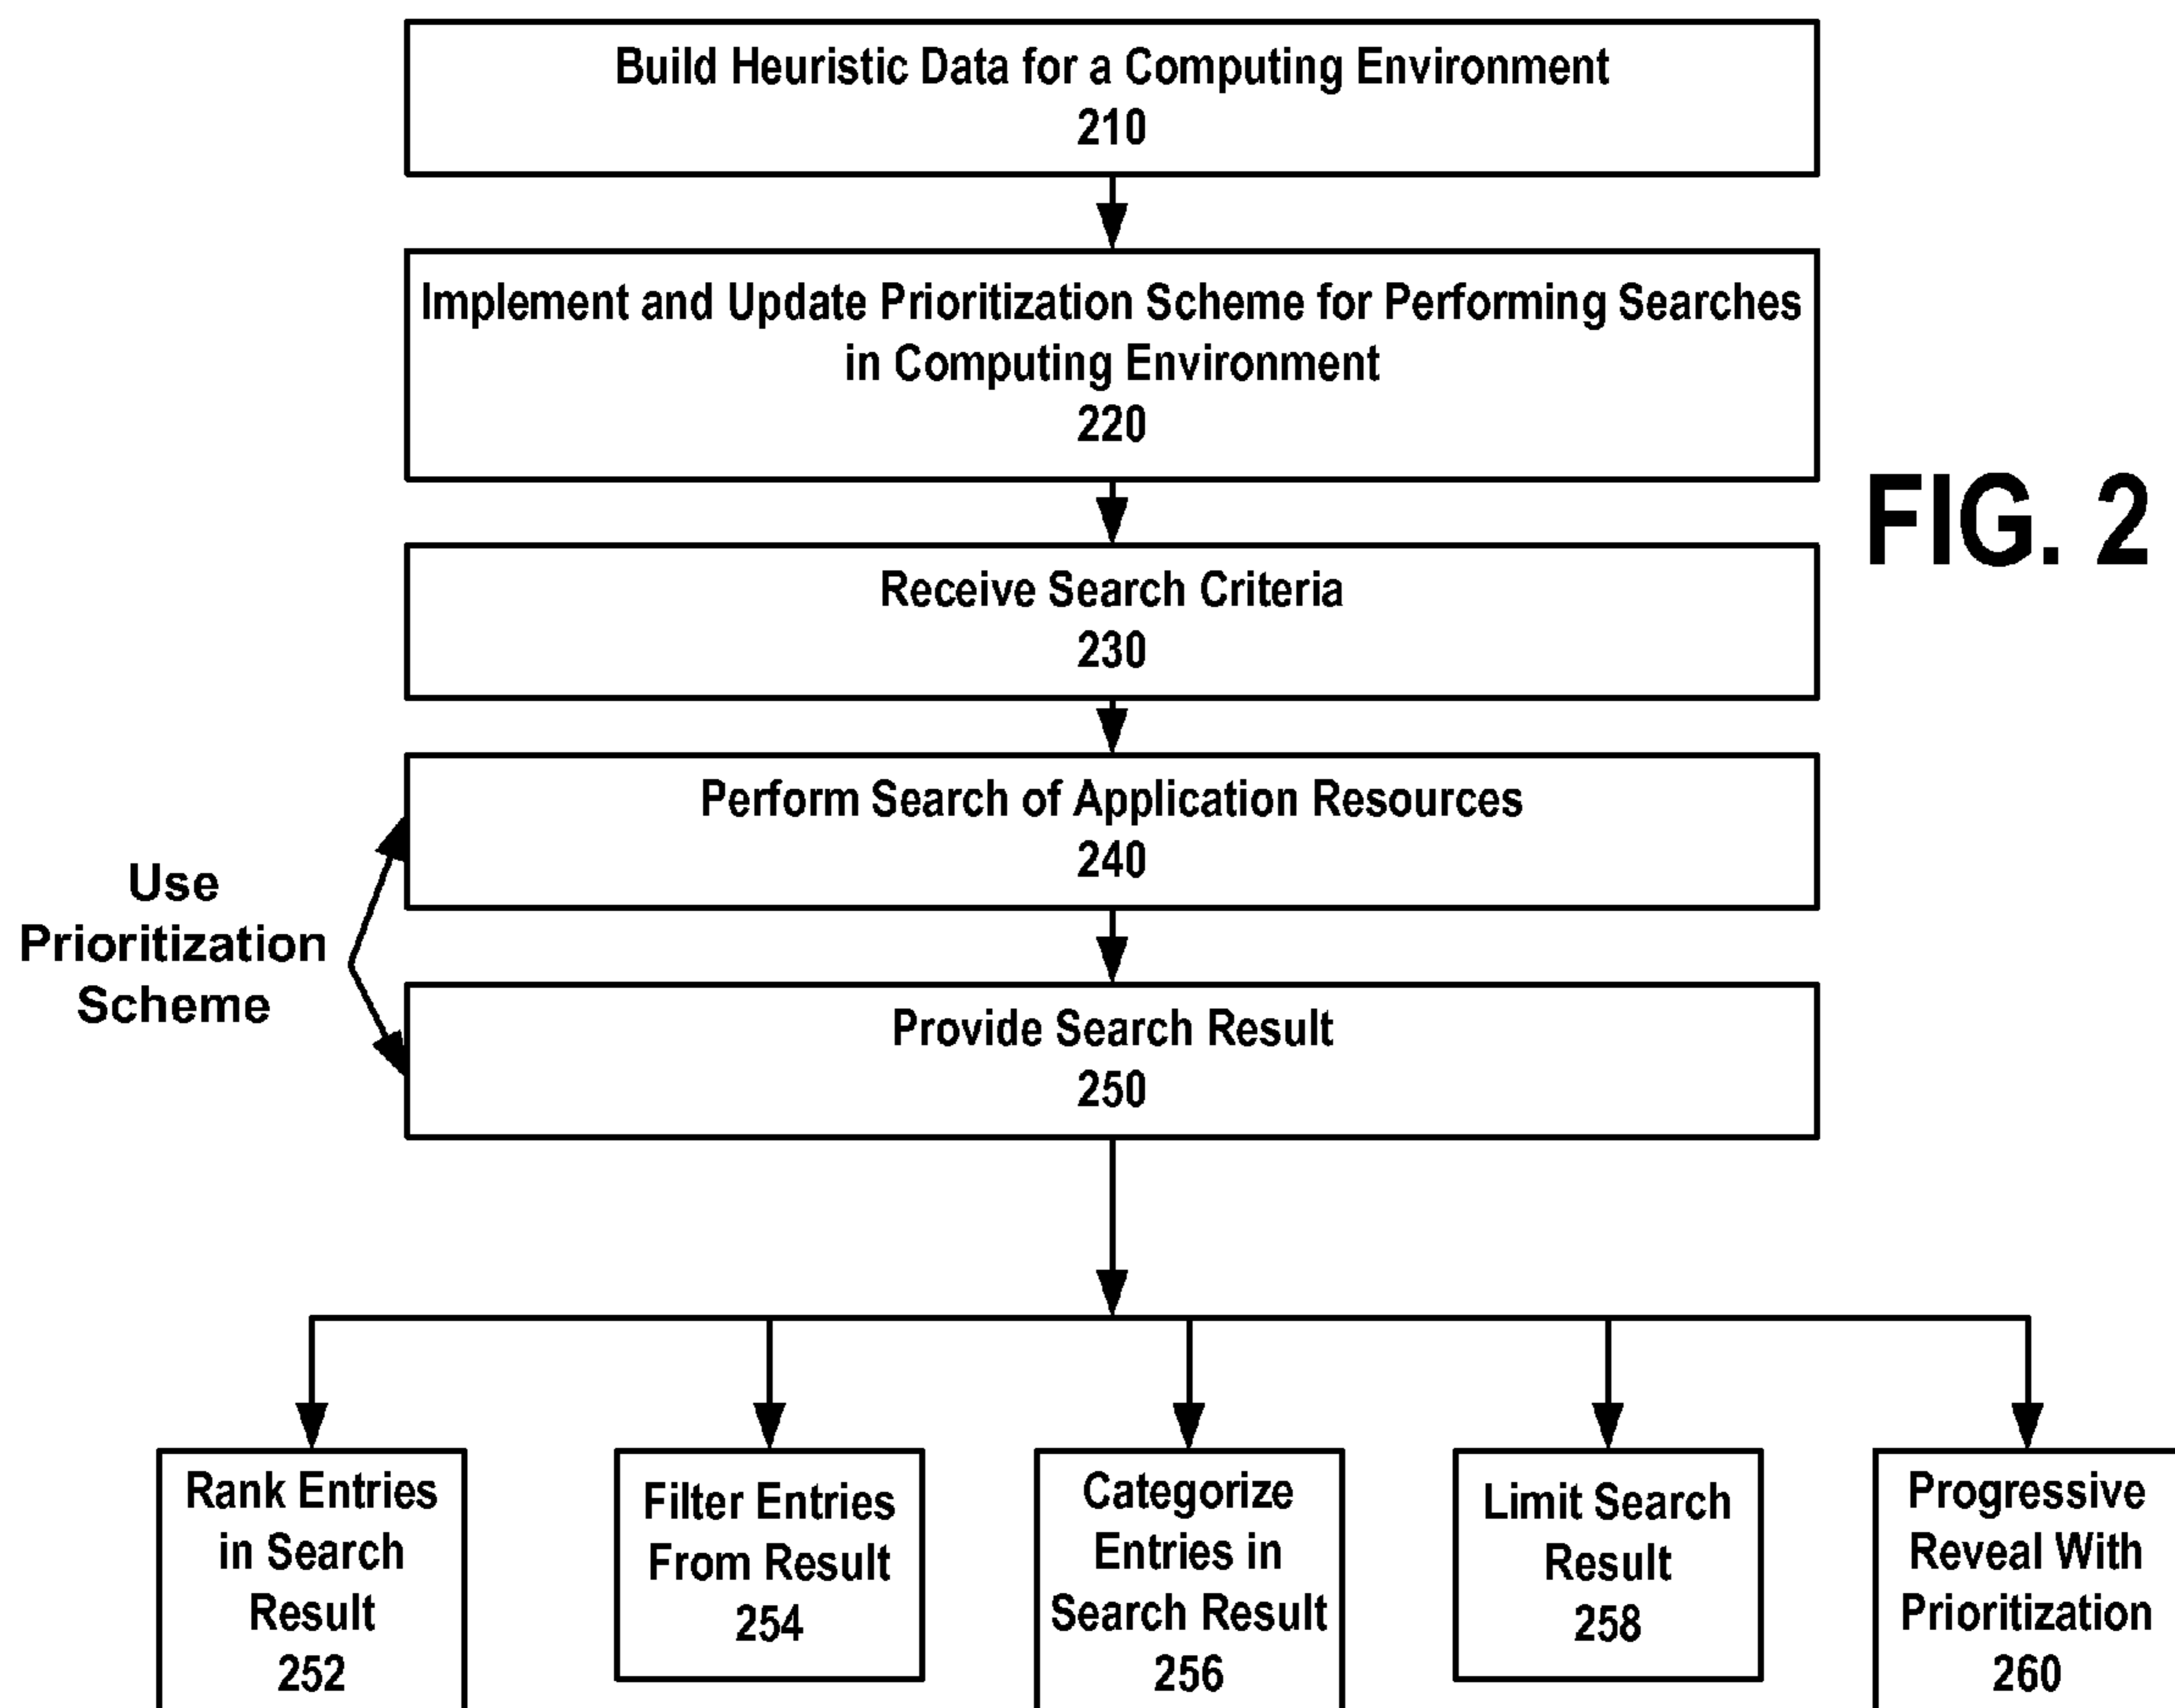 Build Heuristic Data for a Computing Environment
210
Implement and Update Prioritization Scheme for Performing Searches
in Computing Environment
220
FIG. 2
Receive Search Criteria
230
Perform Search of Application Resources
240
Use
Prioritization
Scheme
Provide Search Result
250
Rank Entries
in Search
Result
252
Filter Entries
From Result
254
Categorize
Entries in
Search Result
256
Limit Search
Result
258
Progressive
Reveal With
Prioritization
260